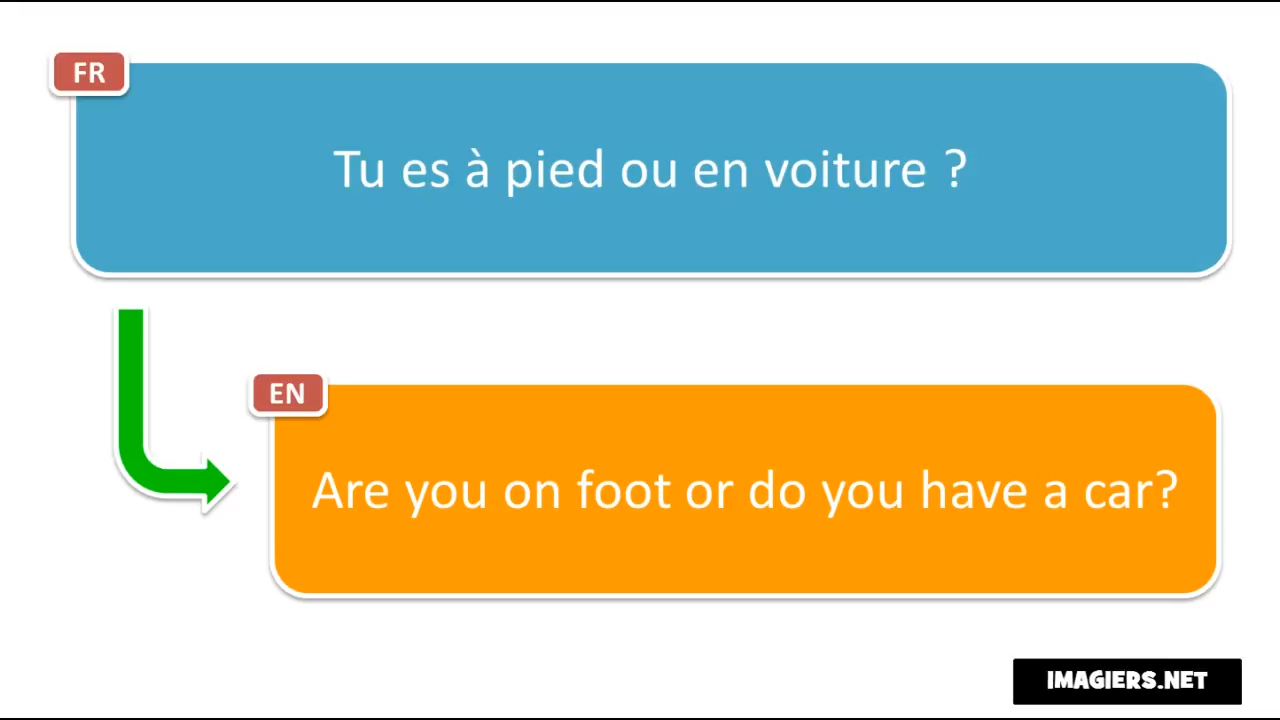 FR
Tu es à pied ou en voiture ?
EN
Are you on foot or do you have a car?
IMAGIERS.NET